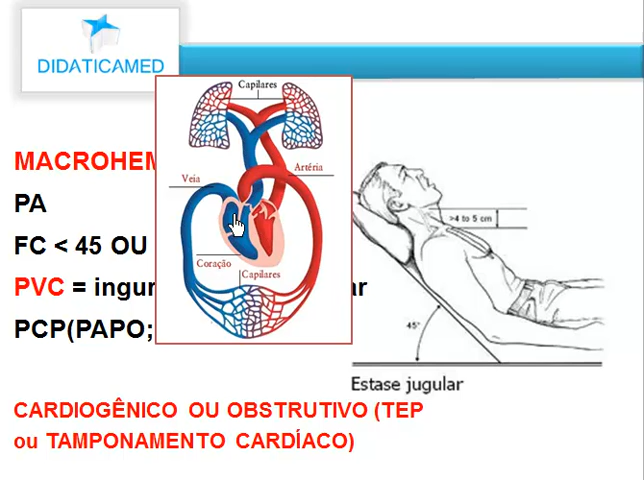 DIDATICAMED
Capilares
Artéria
Veia
Coração
Capilares
MACROHEM
PA
FC < 45 OU
PVC = ingur ar
PCP(PAPO;
>4 to 5 cm
45°
Estase jugular
CARDIOGÊNICO OU OBSTRUTIVO (TEP
ou TAMPONAMENTO CARDÍACO)